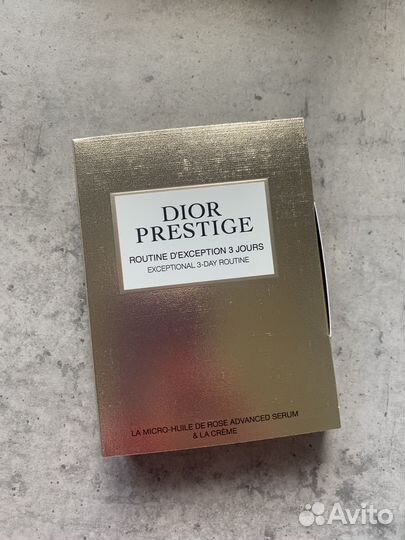 DIOR
PRESTIGE
ROUTINE D'EXCEPTION 3 JOURS
EXCEPTIONAL 3-DAY ROUTINE
LA MICRO-HUILE DE ROSE ADVANCED SERUM
& LA CRÈME
Avito